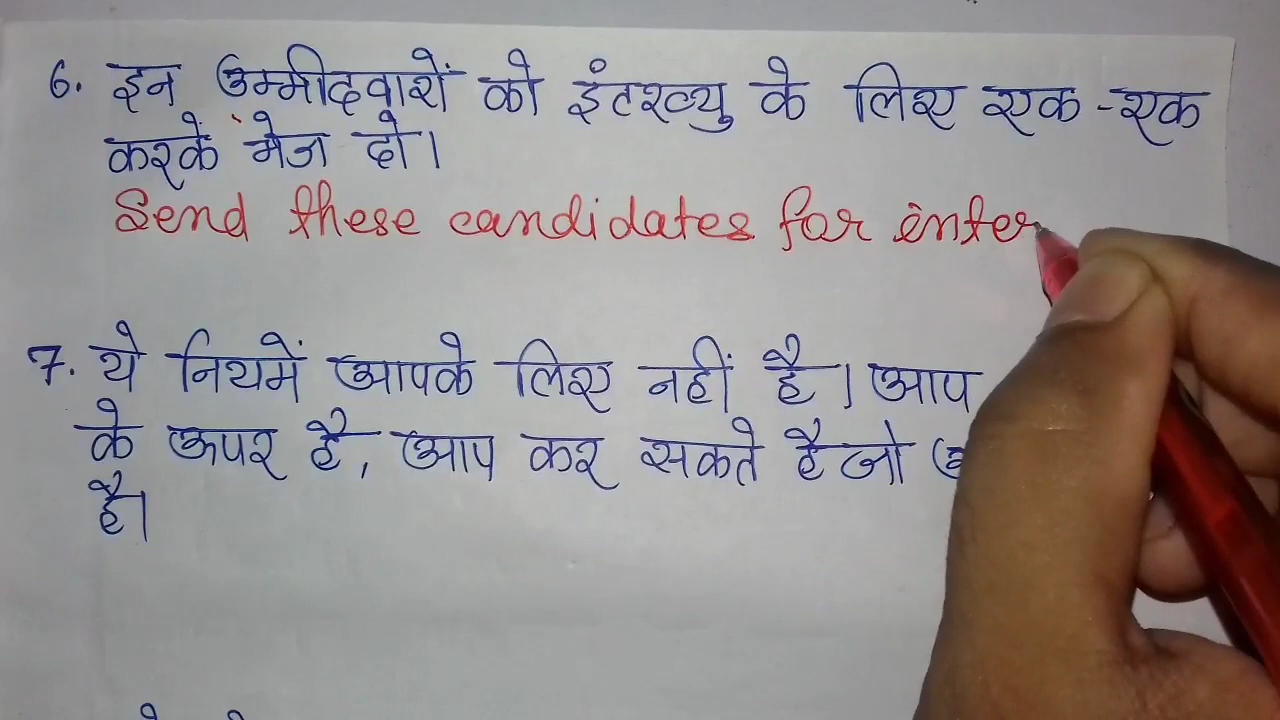 6. इन उम्मीदवारों को इंटरव्यु के लिए एक-एक
करकें भेज दो।
Send these candidates for inter
7. ये नियमें आपके लिए नहीं है। आप
के ऊपर है, आप कर सकते है जो
है।